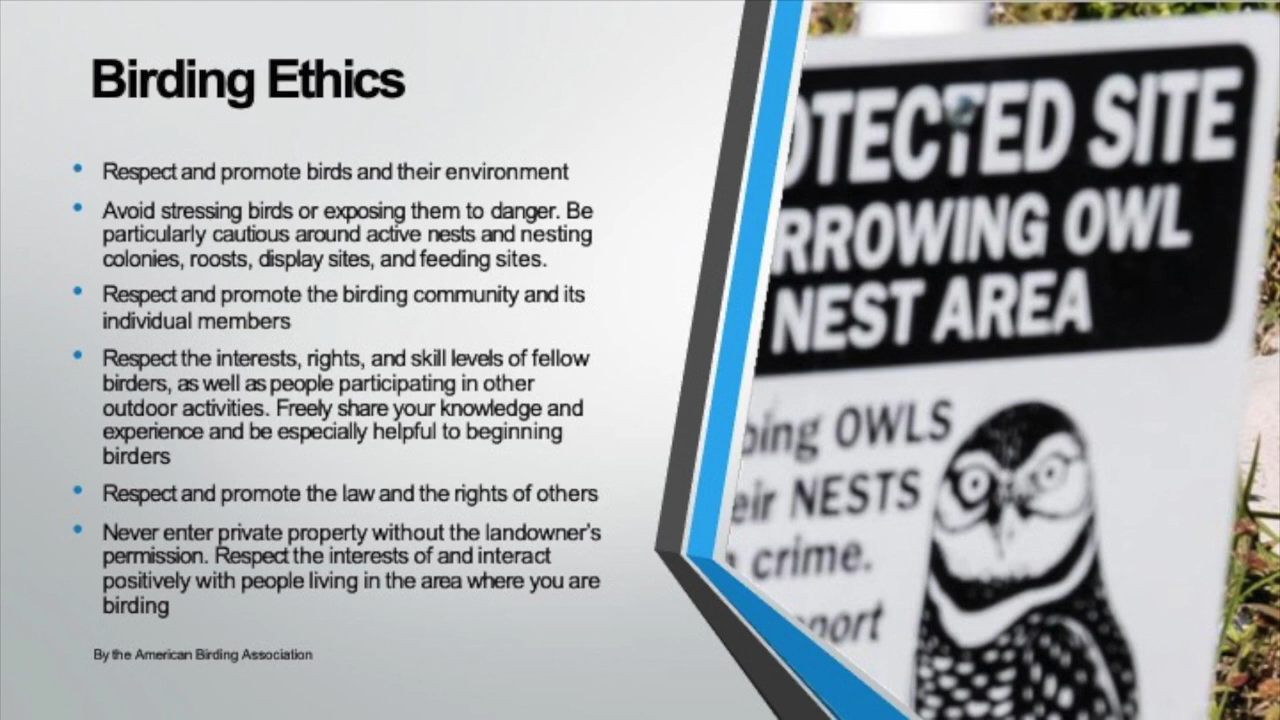 Birding Ethics
Respect and promote birds and their environment
Avoid stressing birds or exposing them to danger. Be
particularly cautious around active nests and nesting
colonies, roosts, display sites, and feeding sites.
Respect and promote the birding community and its
individual members
Respect the interests, rights, and skill levels of fellow
birders, as well as people participating in other
outdoor activities. Freely share your knowledge and
experience and be especially helpful to beginning
birders
Respect and promote the law and the rights of others
Never enter private property without the landowner's
permission. Respect the interests of and interact
positively with people living in the area where you are
birding
By the American Birding Association
OTECTED SITE
RROWING OWL
NEST AREA
bing OWLS
eir NESTS
crime.
port